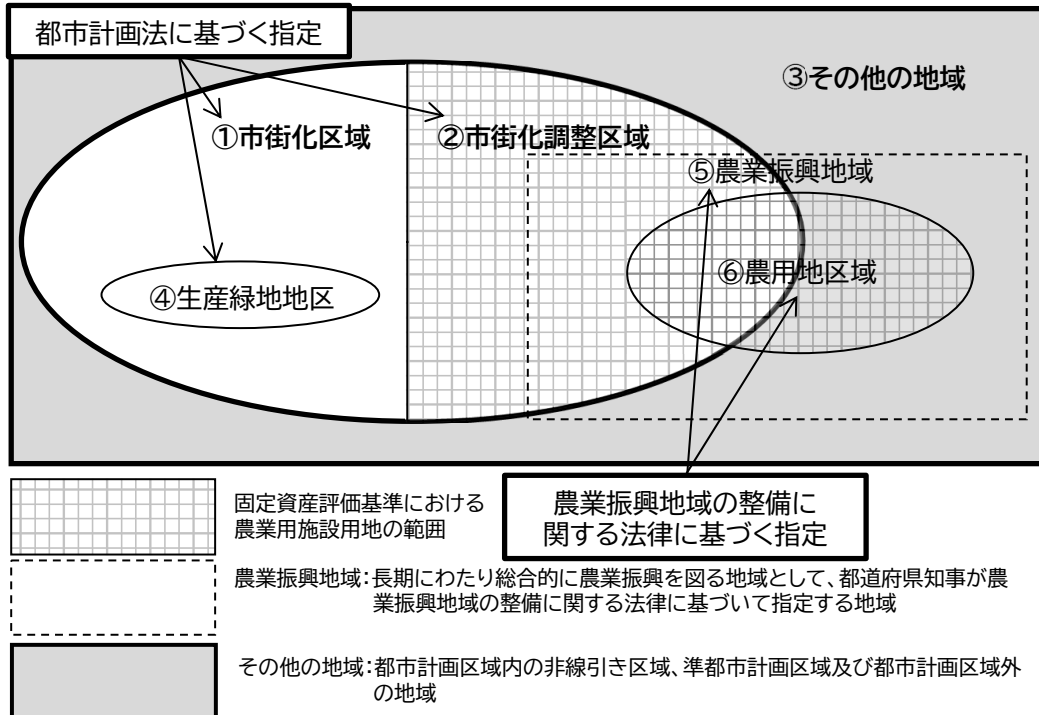 都市計画法に基づく指定
③その他の地域
①市街化区域
②市街化調整区域
⑤農業振興地域
⑥農用地区域
④生産緑地地区
固定資産評価基準における
農業用施設用地の範囲
農業振興地域の整備に
関する法律に基づく指定
農業振興地域:長期にわたり総合的に農業振興を図る地域として、都道府県知事が農
業振興地域の整備に関する法律に基づいて指定する地域
その他の地域:都市計画区域内の非線引き区域、準都市計画区域及び都市計画区域外
の地域